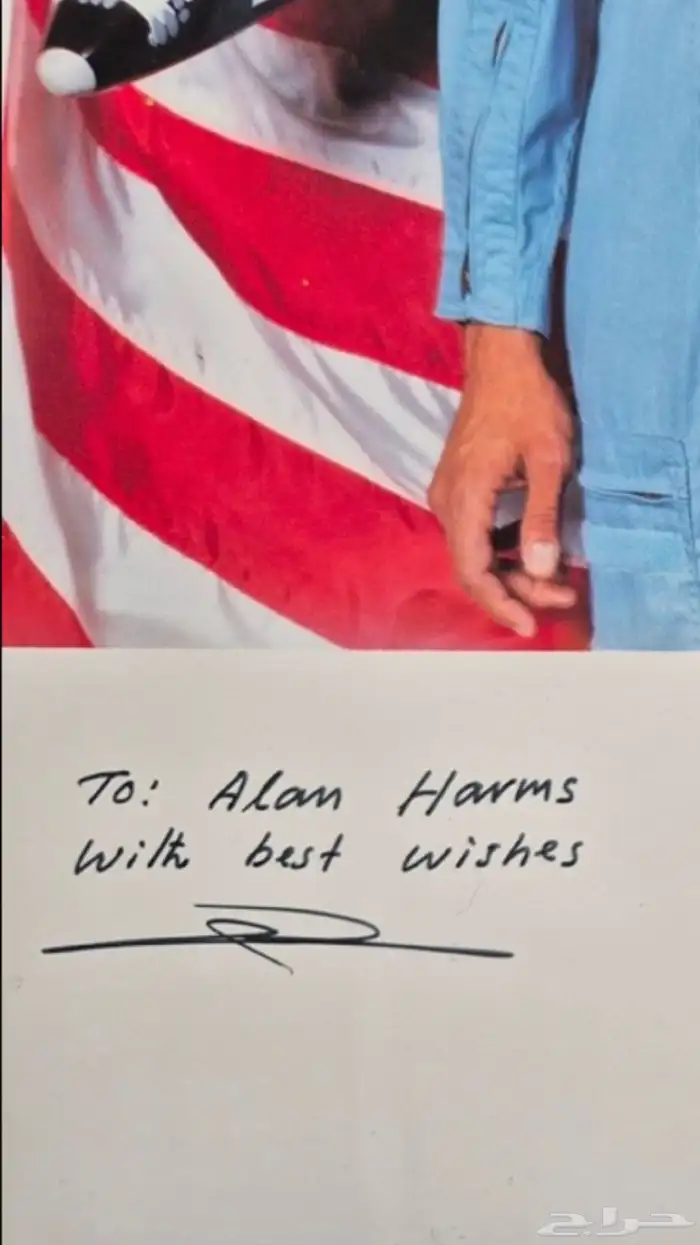 To: Alan Harms
With best wishes
حراج